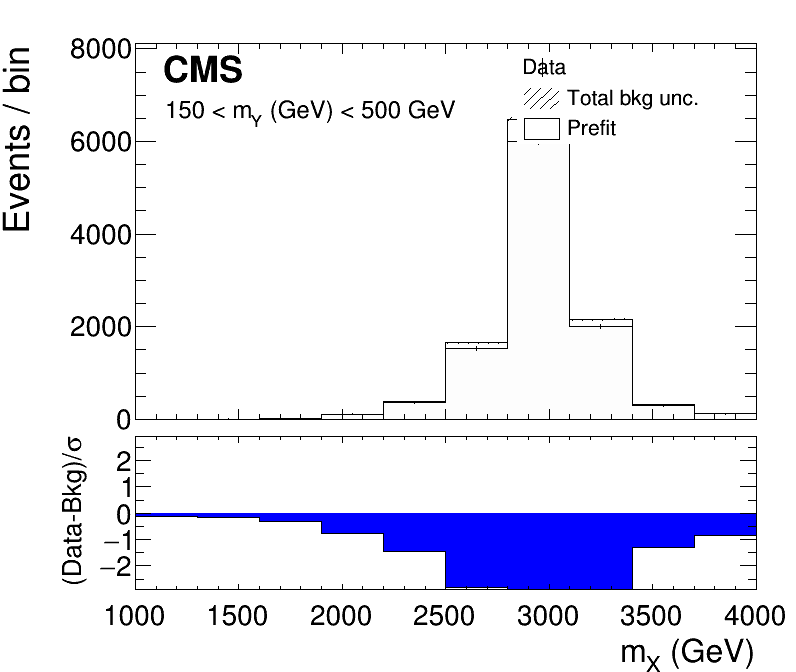 Events / bin
8000
6000
4000
2000
0
CMS
150 < mY (GeV) < 500 GeV
Data
Total bkg unc.
Prefit
(Data-Bkg)/σ
2
1
0
−1
−2
1000 1500 2000 2500 3000 3500 4000
mX (GeV)